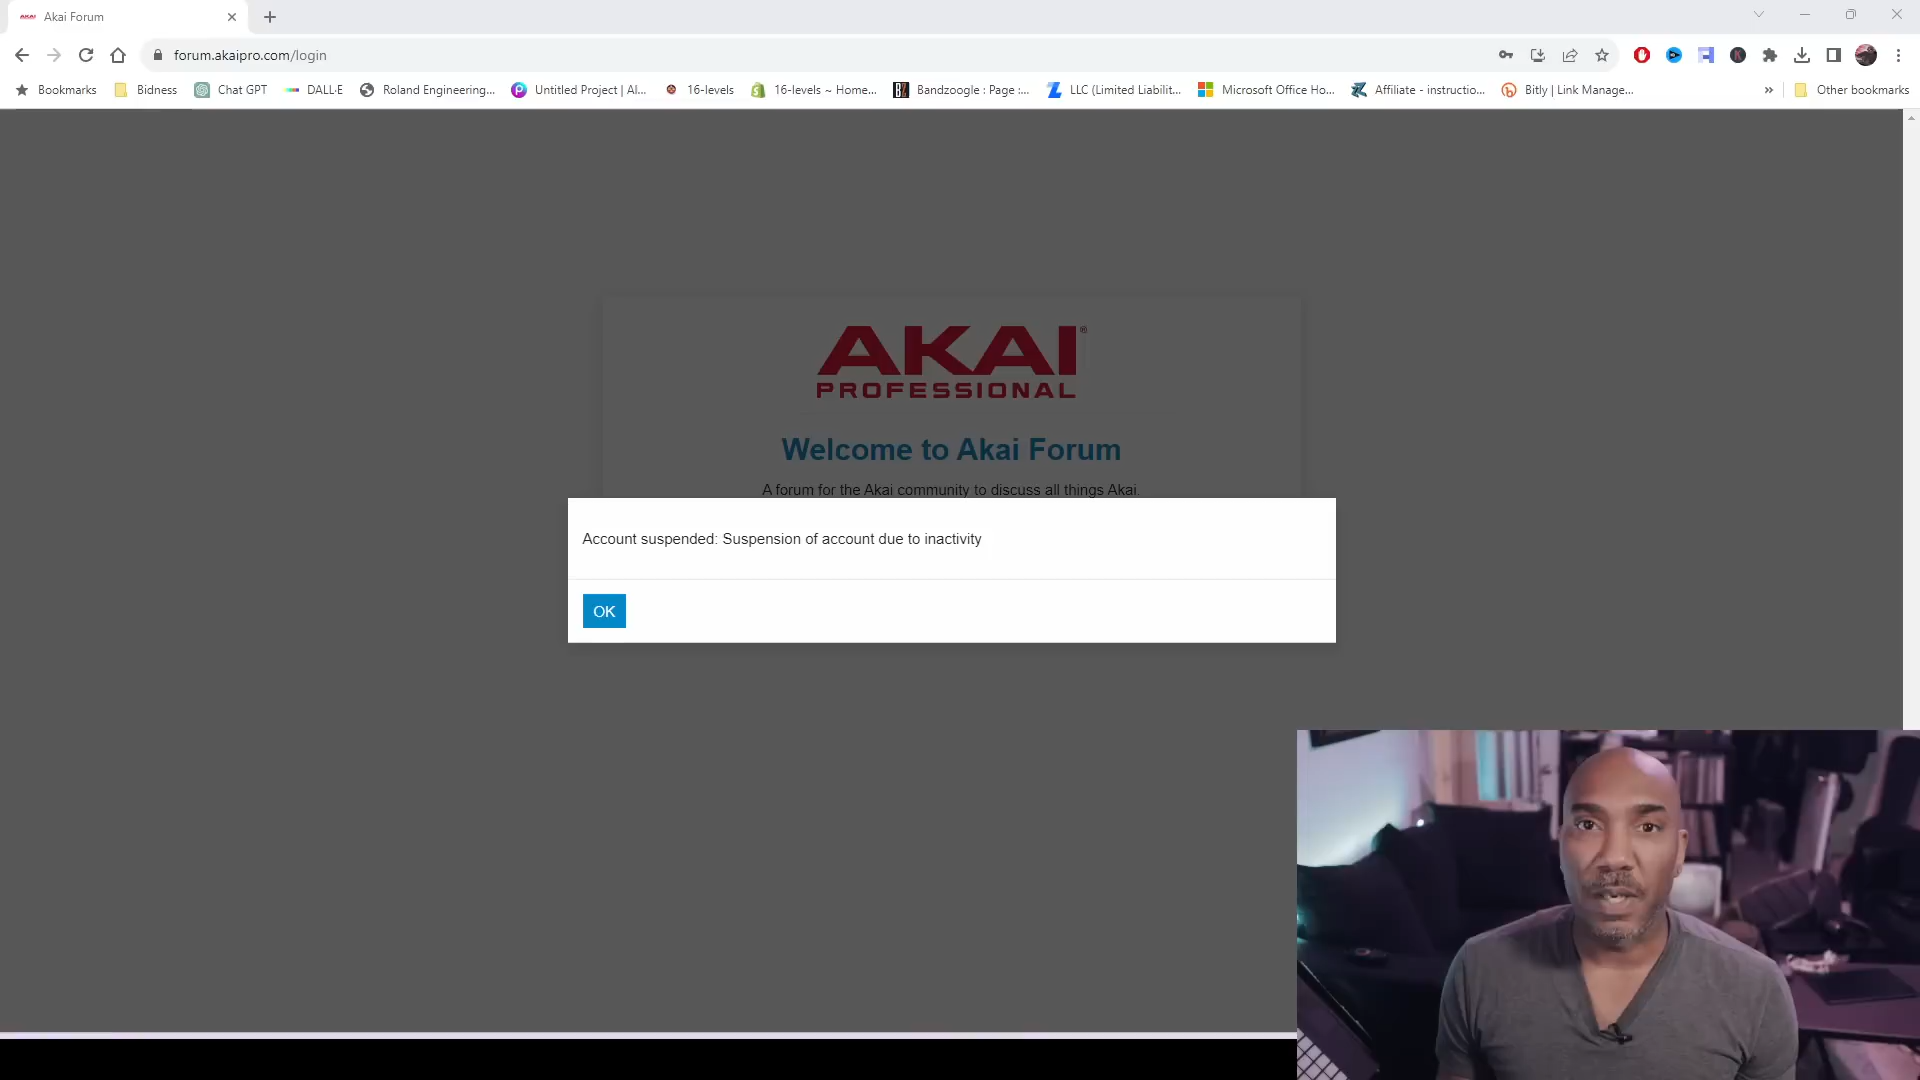 AKAI Akai Forum
forum.akaipro.com/login
Bookmarks Bidness Chat GPT DALL·E Roland Engineering... Untitled Project | Al... 16-levels 16-levels ~ Home... BZ Bandzoogle : Page :... LLC (Limited Liabilit... Microsoft Office Ho... Affiliate - instructio... Bitly | Link Manage... » Other bookmarks
AKAI®
PROFESSIONAL
Welcome to Akai Forum
A forum for the Akai community to discuss all things Akai.
Account suspended: Suspension of account due to inactivity
OK